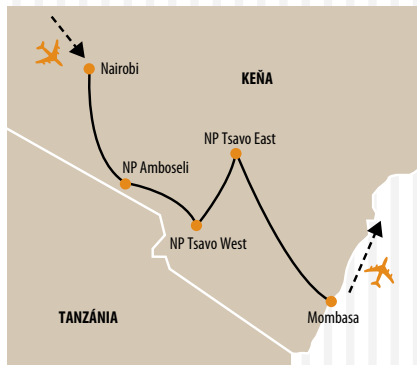 Nairobi
KEŇA
NP Tsavo East
NP Amboseli
NP Tsavo West
TANZÁNIA
Mombasa